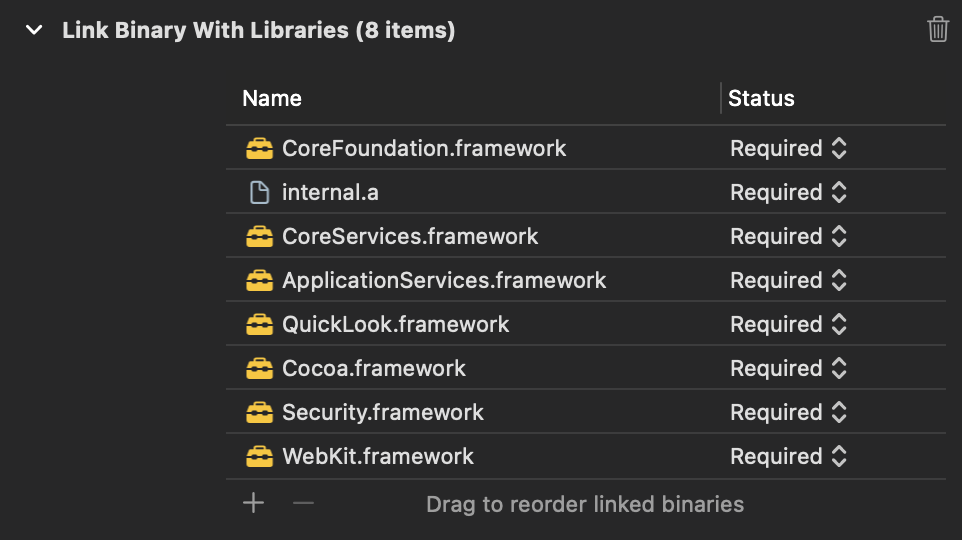 Link Binary With Libraries (8 items)
Name Status
CoreFoundation.framework Required
internal.a Required
CoreServices.framework Required
ApplicationServices.framework Required
QuickLook.framework Required
Cocoa.framework Required
Security.framework Required
WebKit.framework Required
Drag to reorder linked binaries